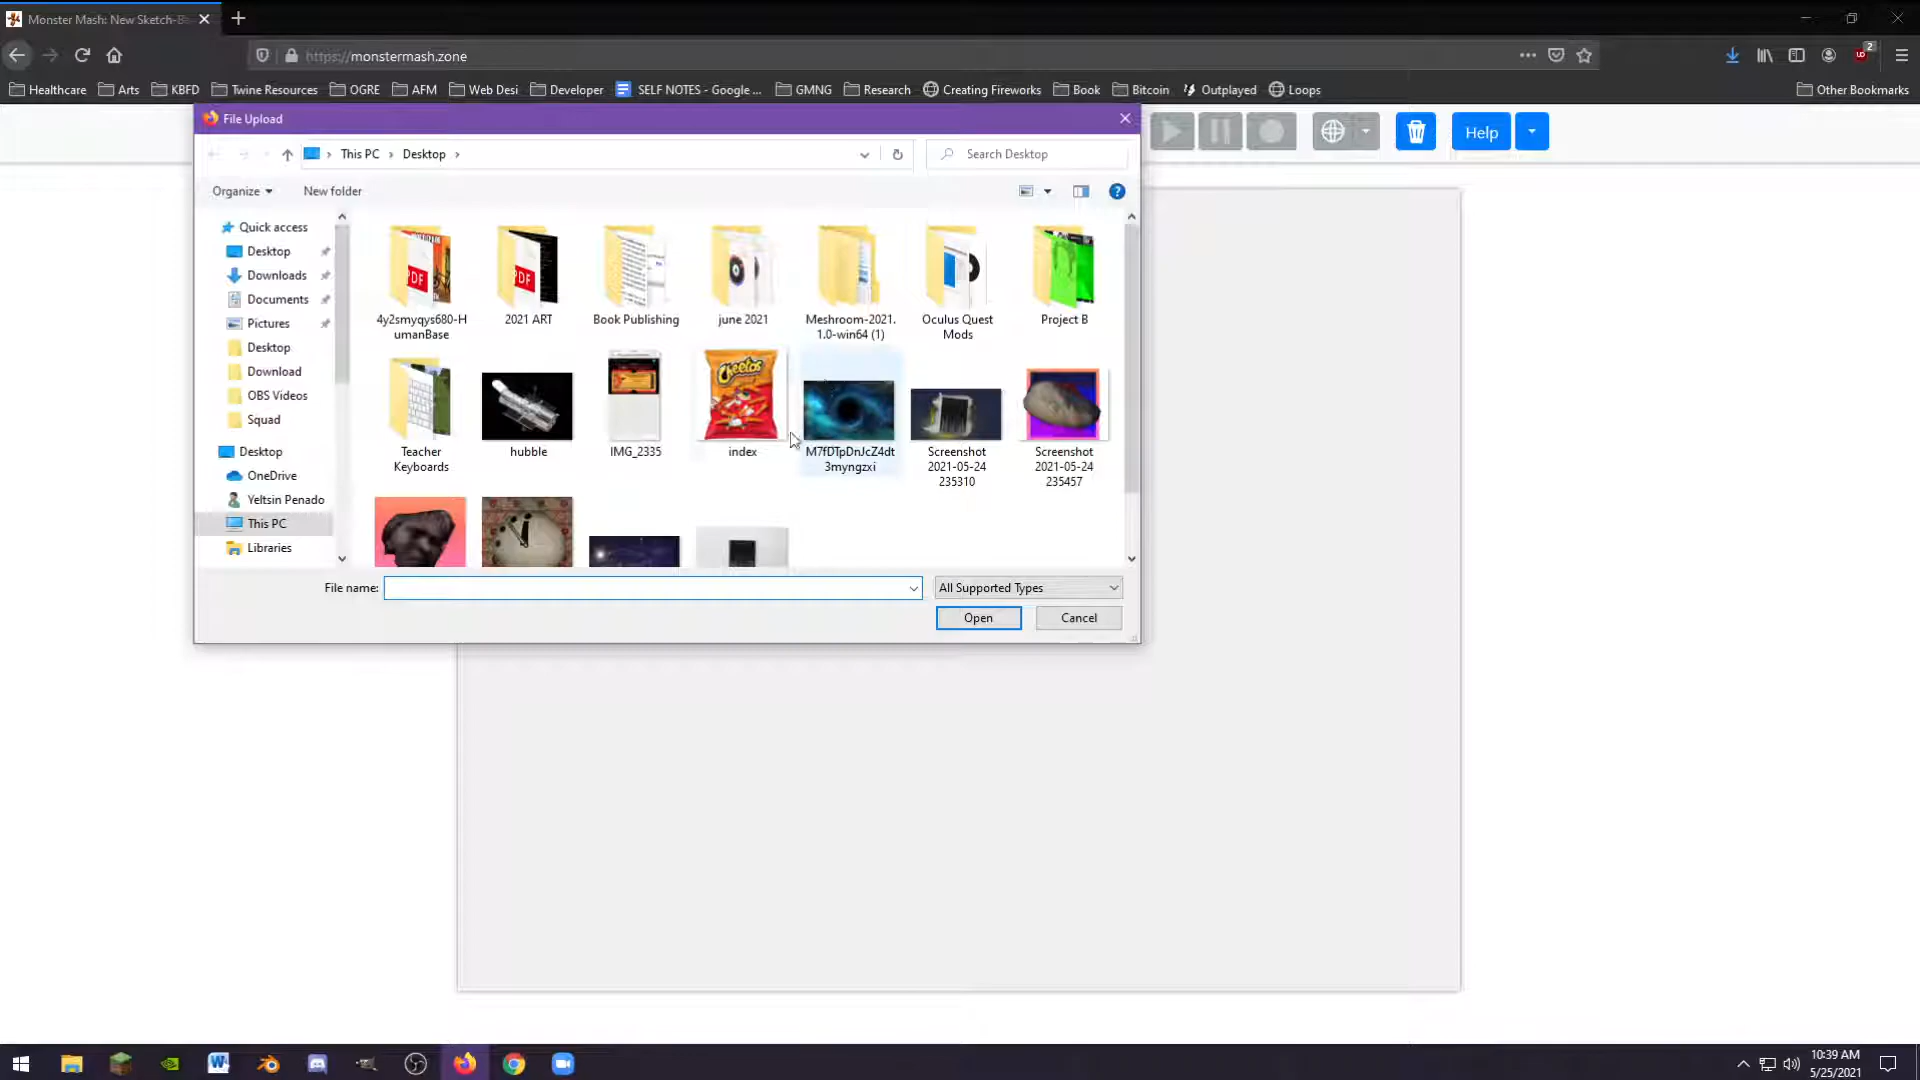 Monster Mash: New Sketch-Ba
https://monstermash.zone
2
Healthcare
Arts
KBFD
Twine Resources
OGRE
AFM
Web Desi
Developer
SELF NOTES - Google ...
GMNG
Research
Creating Fireworks
Book
Bitcoin
Outplayed
Loops
Other Bookmarks
File Upload
Help
This PC
Desktop
Search Desktop
Organize
New folder
Quick access
Desktop
Downloads
Documents
Pictures
Desktop
Download
OBS Videos
Squad
Desktop
OneDrive
Yeltsin Penado
This PC
Libraries
PDF
PDF
4y2smyqys680-H
umanBase
2021 ART
Book Publishing
june 2021
Meshroom-2021.
1.0-win64 (1)
Oculus Quest
Mods
Project B
Cheetos
Teacher
Keyboards
hubble
IMG_2335
index
M7fDTpDnJcZ4dt
3myngzxi
Screenshot
2021-05-24
235310
Screenshot
2021-05-24
235457
File name:
All Supported Types
Open
Cancel
10:39 AM
5/25/2021